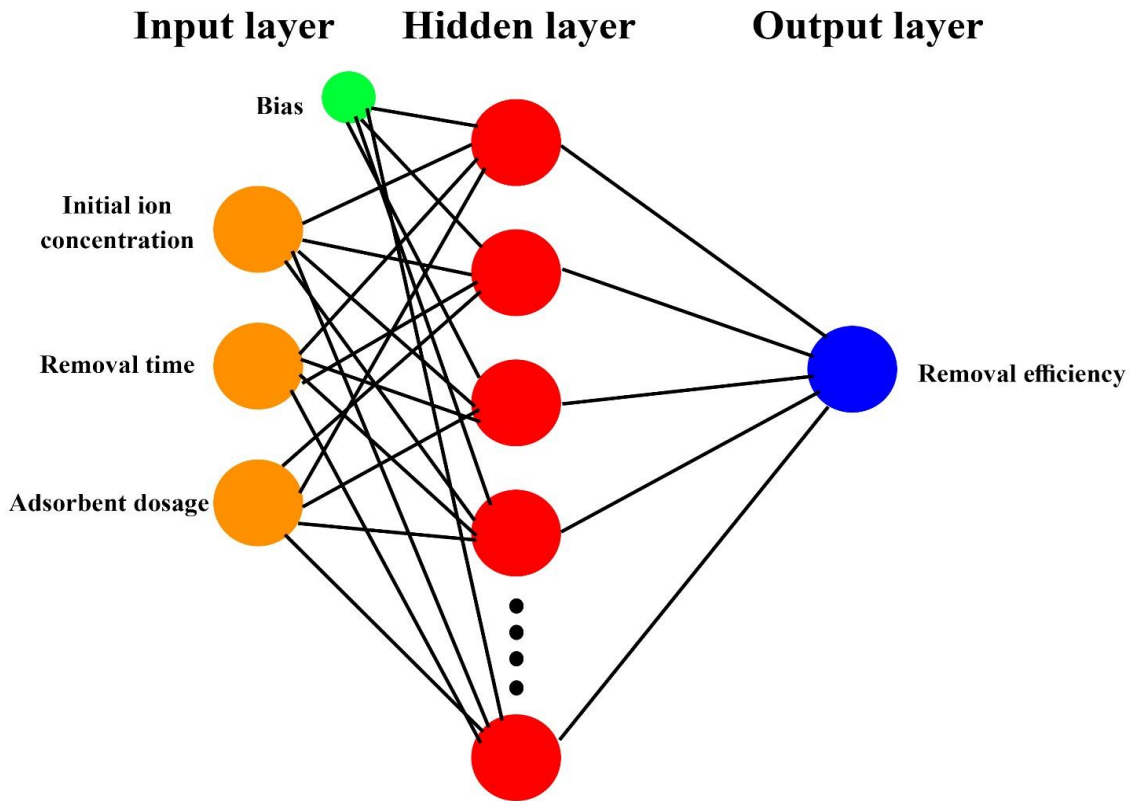 Input layer
Hidden layer
Output layer
Bias
Initial ion
concentration
Removal time
Removal efficiency
Adsorbent dosage